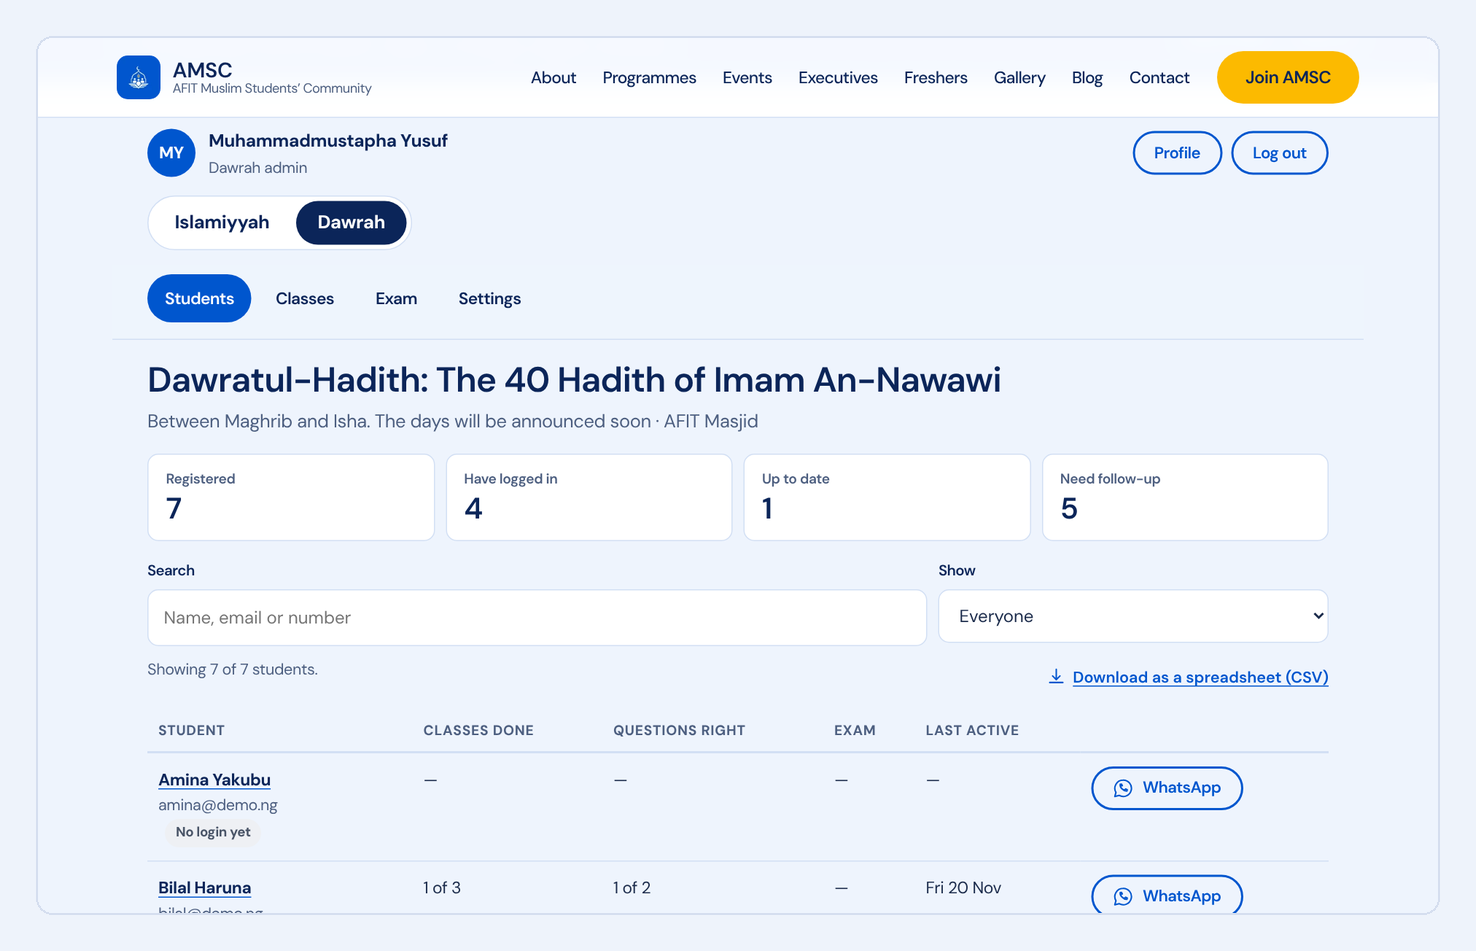 AMSC
AFIT Muslim Students’ Community
About Programmes Events Executives Freshers Gallery Blog Contact Join AMSC
MY
Muhammadmustapha Yusuf
Dawrah admin
Profile Log out
Islamiyyah Dawrah
Students Classes Exam Settings
Dawratul-Hadith: The 40 Hadith of Imam An-Nawawi
Between Maghrib and Isha. The days will be announced soon · AFIT Masjid
Registered
7
Have logged in
4
Up to date
1
Need follow-up
5
Search
Name, email or number
Show
Everyone
Showing 7 of 7 students.
Download as a spreadsheet (CSV)
STUDENT CLASSES DONE QUESTIONS RIGHT EXAM LAST ACTIVE
Amina Yakubu — — — — WhatsApp
amina@demo.ng
No login yet
Bilal Haruna 1 of 3 1 of 2 — Fri 20 Nov WhatsApp